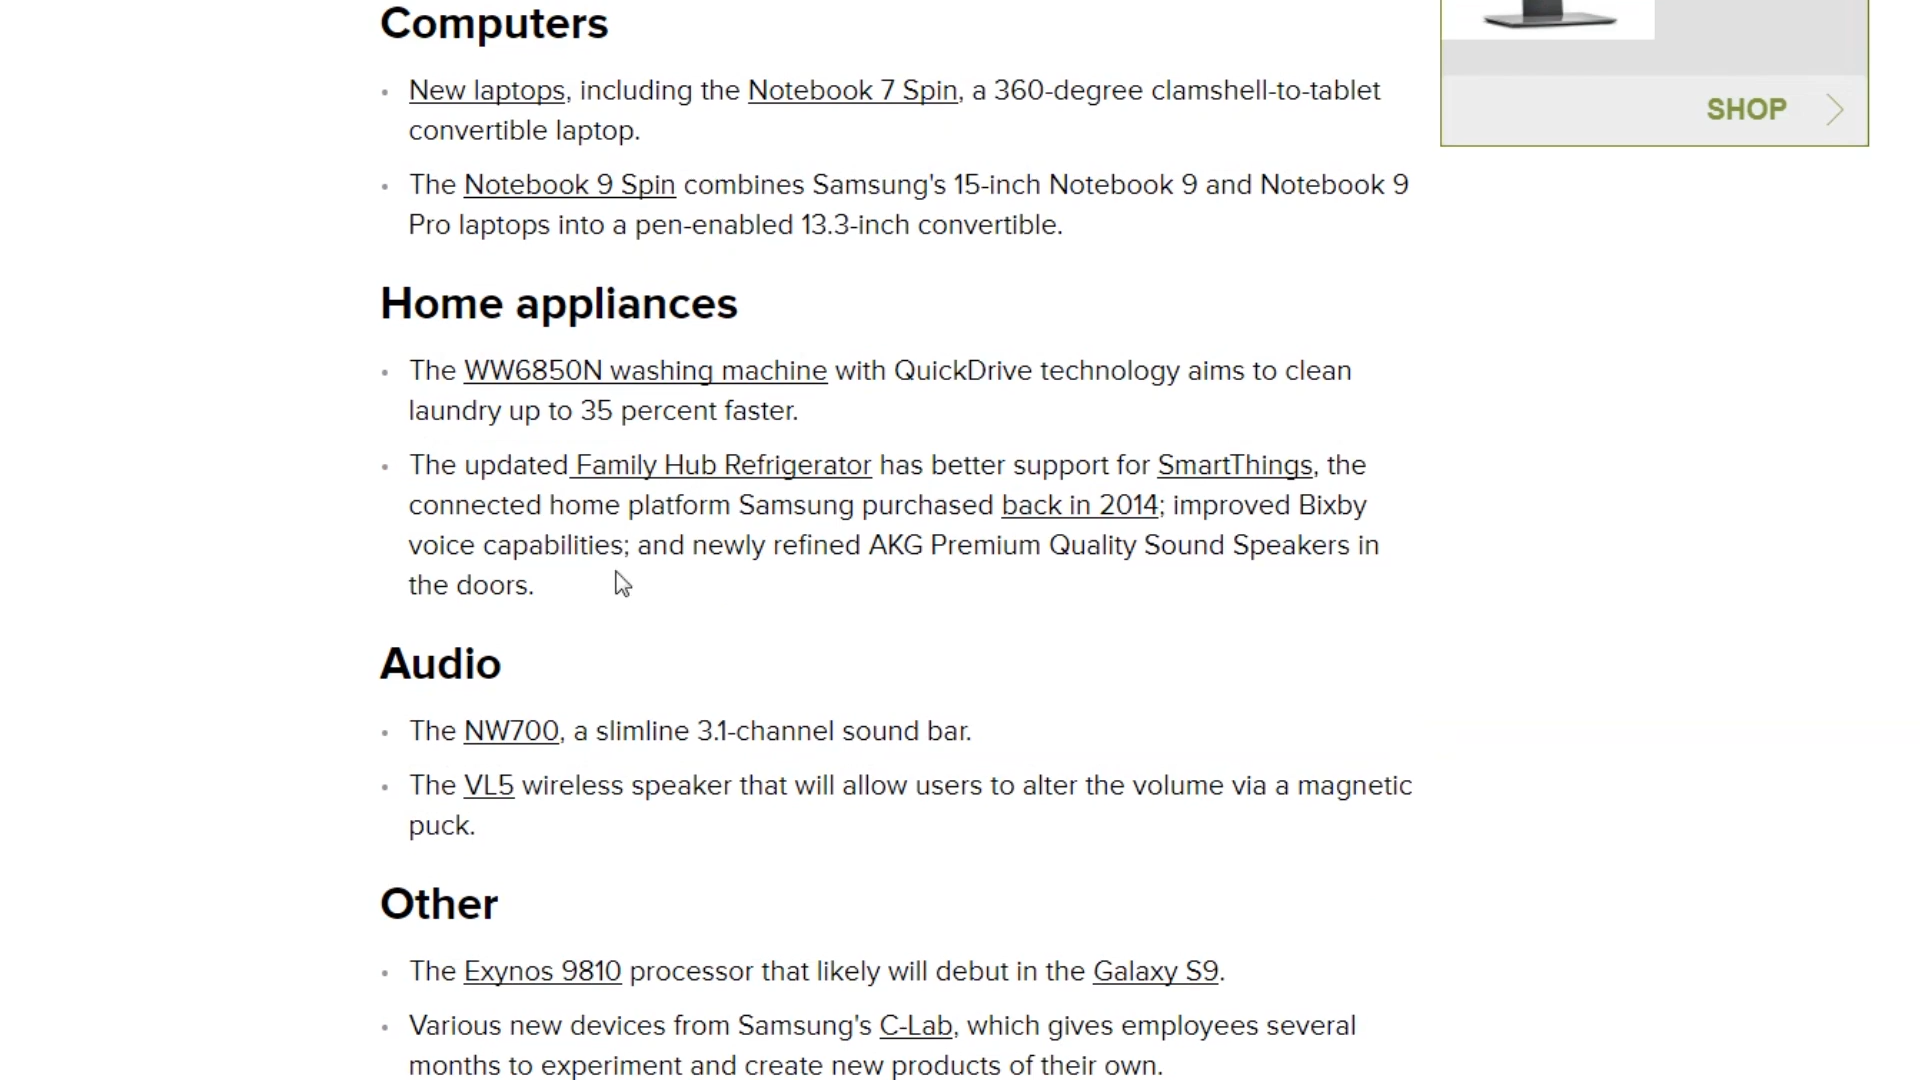 Computers
• New laptops, including the Notebook 7 Spin, a 360-degree clamshell-to-tablet
convertible laptop.
• The Notebook 9 Spin combines Samsung's 15-inch Notebook 9 and Notebook 9
Pro laptops into a pen-enabled 13.3-inch convertible.
Home appliances
• The WW6850N washing machine with QuickDrive technology aims to clean
laundry up to 35 percent faster.
• The updated Family Hub Refrigerator has better support for SmartThings, the
connected home platform Samsung purchased back in 2014; improved Bixby
voice capabilities; and newly refined AKG Premium Quality Sound Speakers in
the doors.
Audio
• The NW700, a slimline 3.1-channel sound bar.
• The VL5 wireless speaker that will allow users to alter the volume via a magnetic
puck.
Other
• The Exynos 9810 processor that likely will debut in the Galaxy S9.
• Various new devices from Samsung's C-Lab, which gives employees several
months to experiment and create new products of their own.
SHOP